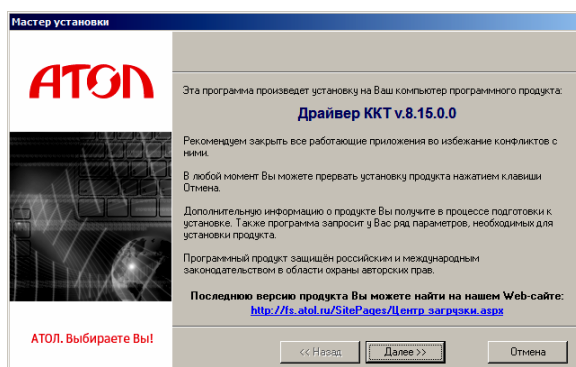 Мастер установки
АТОЛ
Эта программа произведет установку на Ваш компьютер программного продукта:
Драйвер ККТ v.8.15.0.0
Рекомендуем закрыть все работающие приложения во избежание конфликтов с
ними.
В любой момент Вы можете прервать установку продукта нажатием клавиши
Отмена.
Дополнительную информацию о продукте Вы получите в процессе подготовки к
установке. Также программа запросит у Вас ряд параметров, необходимых для
установки продукта.
Программный продукт защищён российским и международным
законодательством в области охраны авторских прав.
Последнюю версию продукта Вы можете найти на нашем Web-сайте:
http://fs.atol.ru/SitePages/Центр загрузки.aspx
АТОЛ. Выбираете Вы!
<< Назад
Далее >>
Отмена